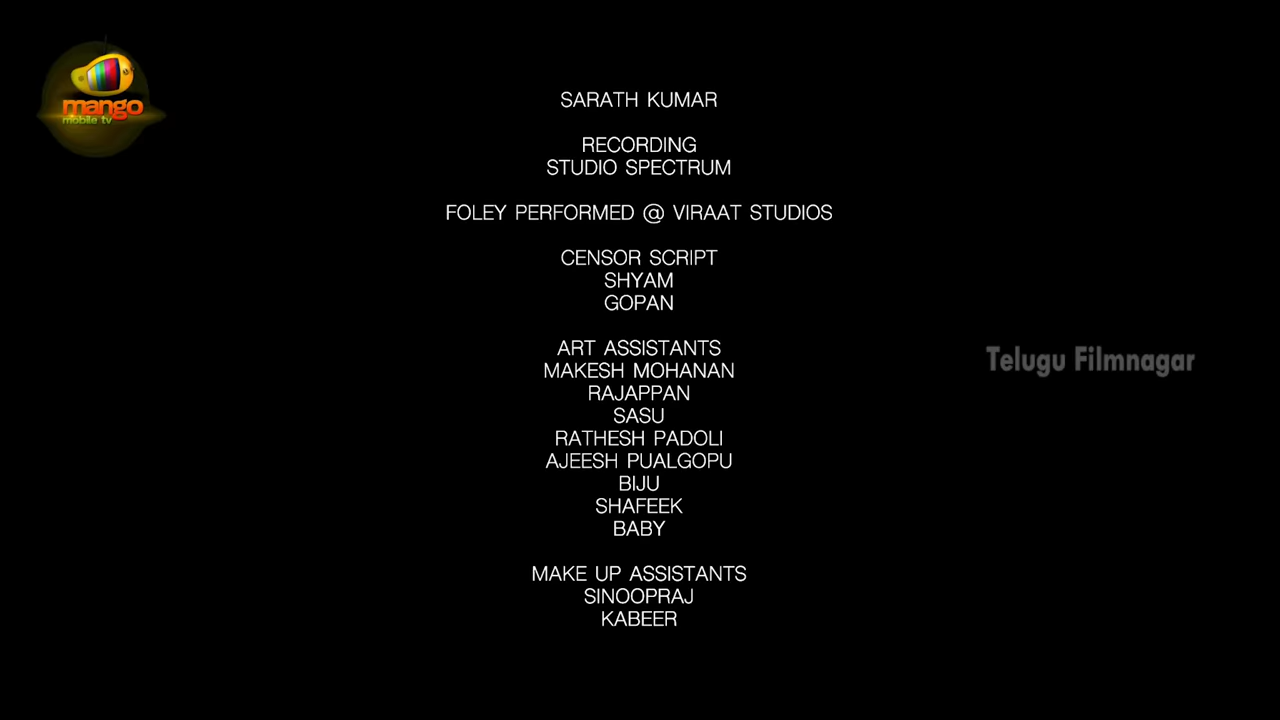 mango
mobile tv
SARATH KUMAR
RECORDING
STUDIO SPECTRUM
FOLEY PERFORMED @ VIRAAT STUDIOS
CENSOR SCRIPT
SHYAM
GOPAN
ART ASSISTANTS
MAKESH MOHANAN
RAJAPPAN
SASU
RATHESH PADOLI
AJEESH PUALGOPU
BIJU
SHAFEEK
BABY
MAKE UP ASSISTANTS
SINOOPRAJ
KABEER
Telugu Filmnagar